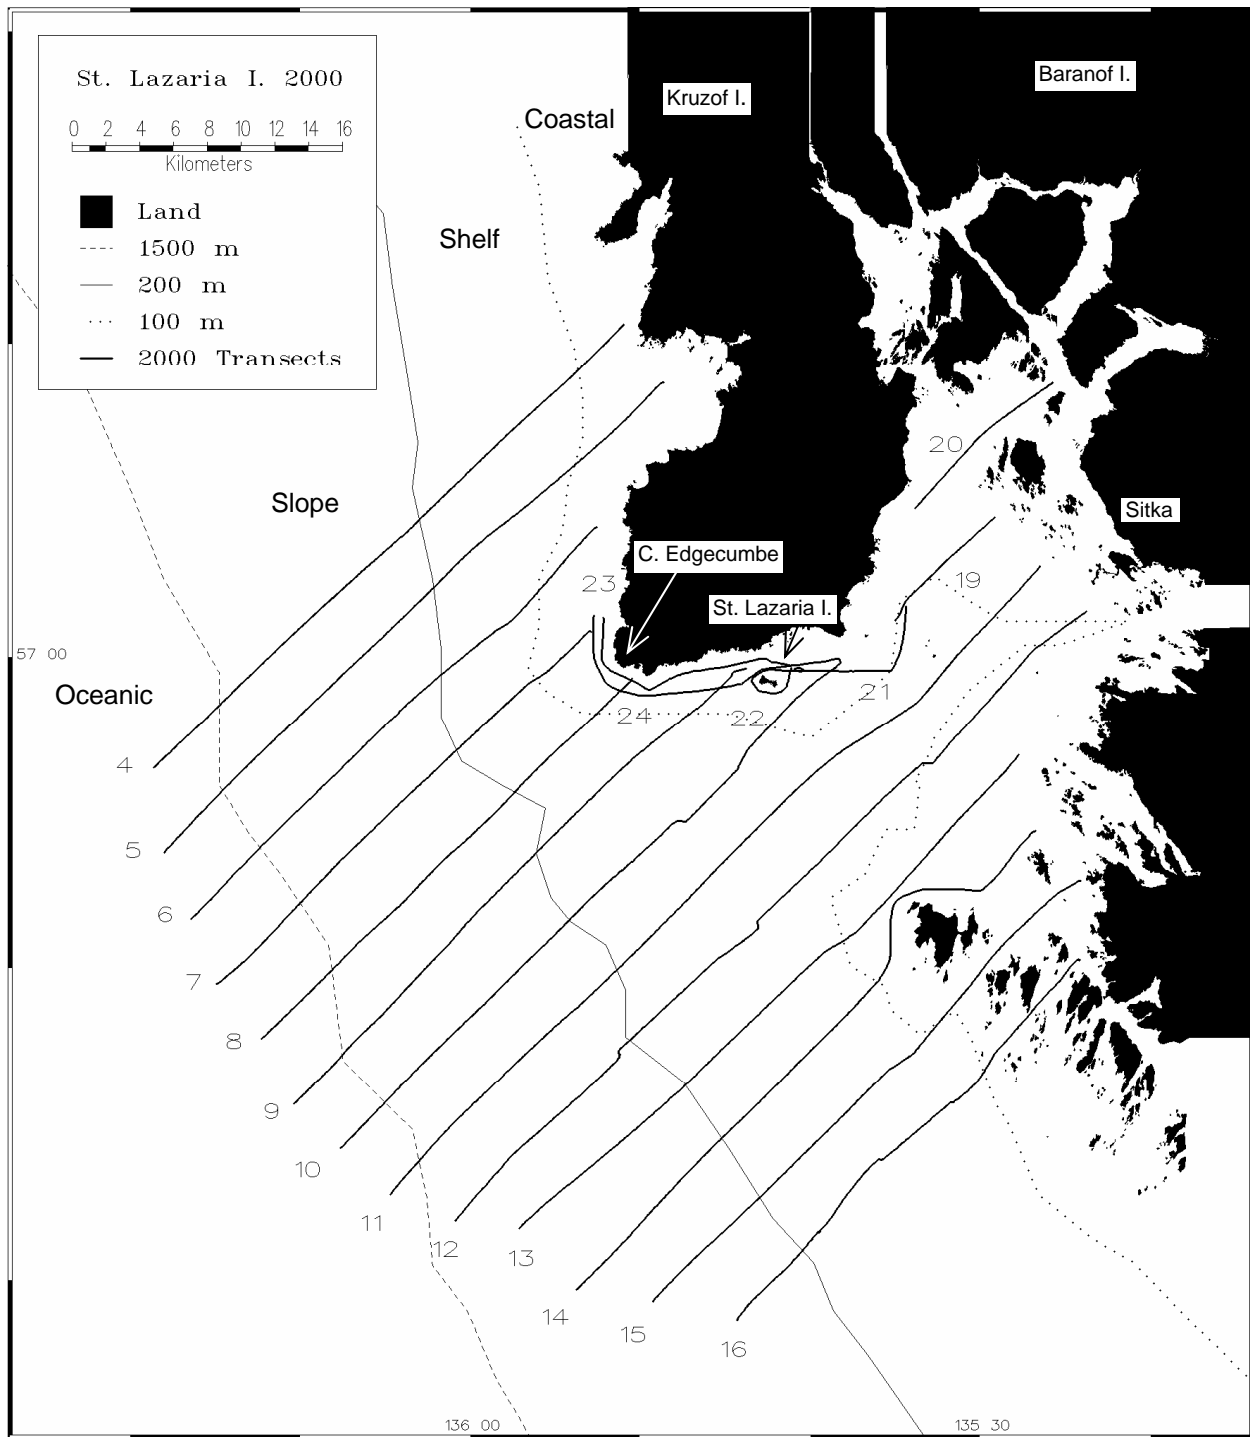 St. Lazaria I. 2000
0 2 4 6 8 10 12 14 16
Kilometers
Land
1500 m
200 m
100 m
2000 Transects
Coastal
Kruzof I.
Baranof I.
Shelf
Slope
20
Sitka
C. Edgecumbe
23
19
St. Lazaria I.
57 00
Oceanic
21
24
22
4
5
6
7
8
9
10
11
12
13
14
15
16
136 00
135 30